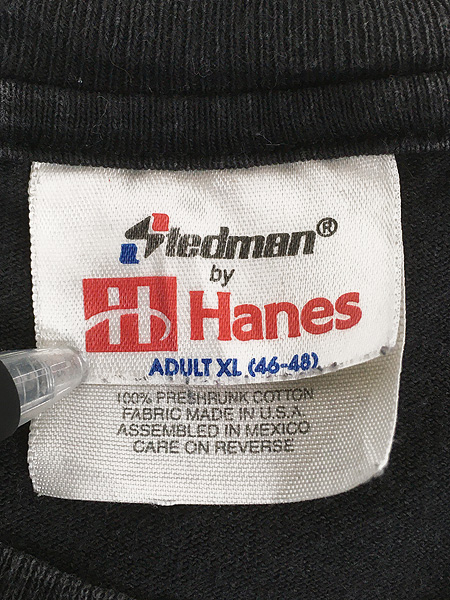 Stedman®
by
H Hanes
ADULT XL (46-48)
100% PRESHRUNK COTTON
FABRIC MADE IN U.S.A
ASSEMBLED IN MEXICO
CARE ON REVERSE